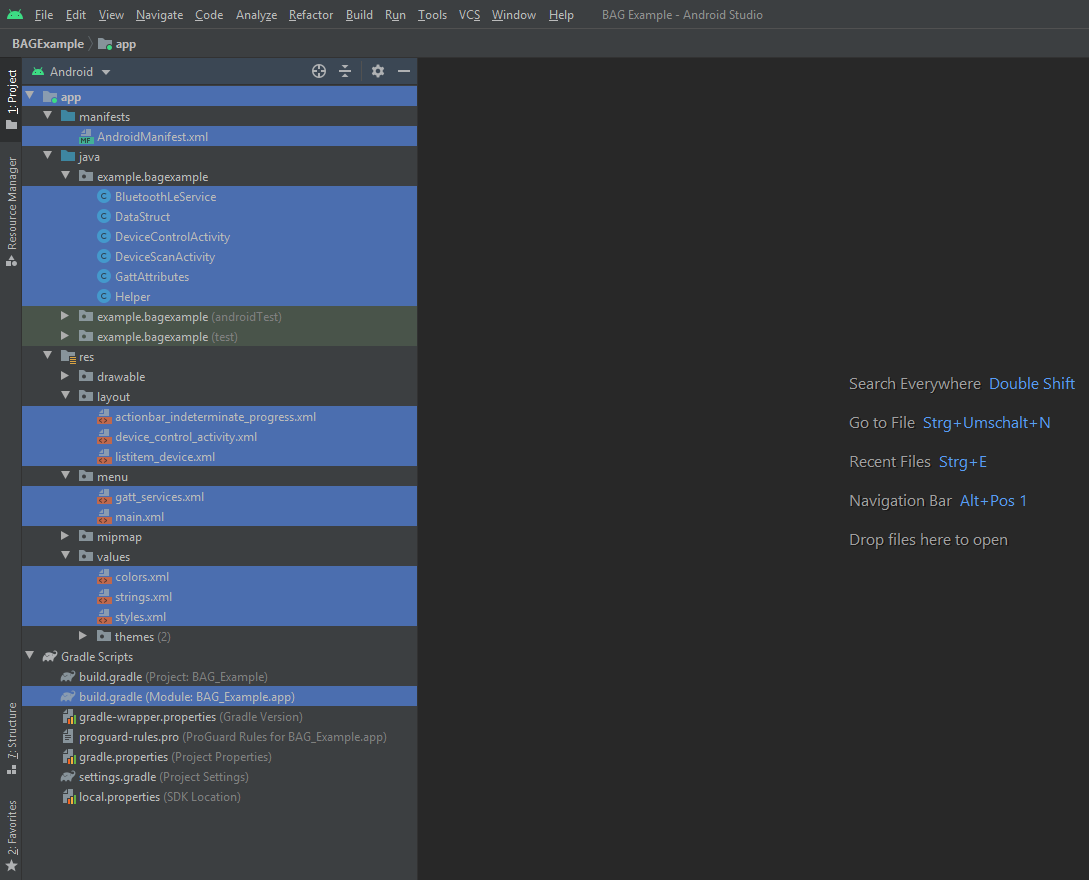 File Edit View Navigate Code Analyze Refactor Build Run Tools VCS Window Help BAG Example - Android Studio
BAGExample app
1: Project
Resource Manager
7: Structure
2: Favorites
Android
app
manifests
AndroidManifest.xml
java
example.bagexample
BluetoothLeService
DataStruct
DeviceControlActivity
DeviceScanActivity
GattAttributes
Helper
example.bagexample (androidTest)
example.bagexample (test)
res
drawable
layout
actionbar_indeterminate_progress.xml
device_control_activity.xml
listitem_device.xml
menu
gatt_services.xml
main.xml
mipmap
values
colors.xml
strings.xml
styles.xml
themes (2)
Gradle Scripts
build.gradle (Project: BAG_Example)
build.gradle (Module: BAG_Example.app)
gradle-wrapper.properties (Gradle Version)
proguard-rules.pro (ProGuard Rules for BAG_Example.app)
gradle.properties (Project Properties)
settings.gradle (Project Settings)
local.properties (SDK Location)
Search Everywhere Double Shift
Go to File Strg+Umschalt+N
Recent Files Strg+E
Navigation Bar Alt+Pos 1
Drop files here to open